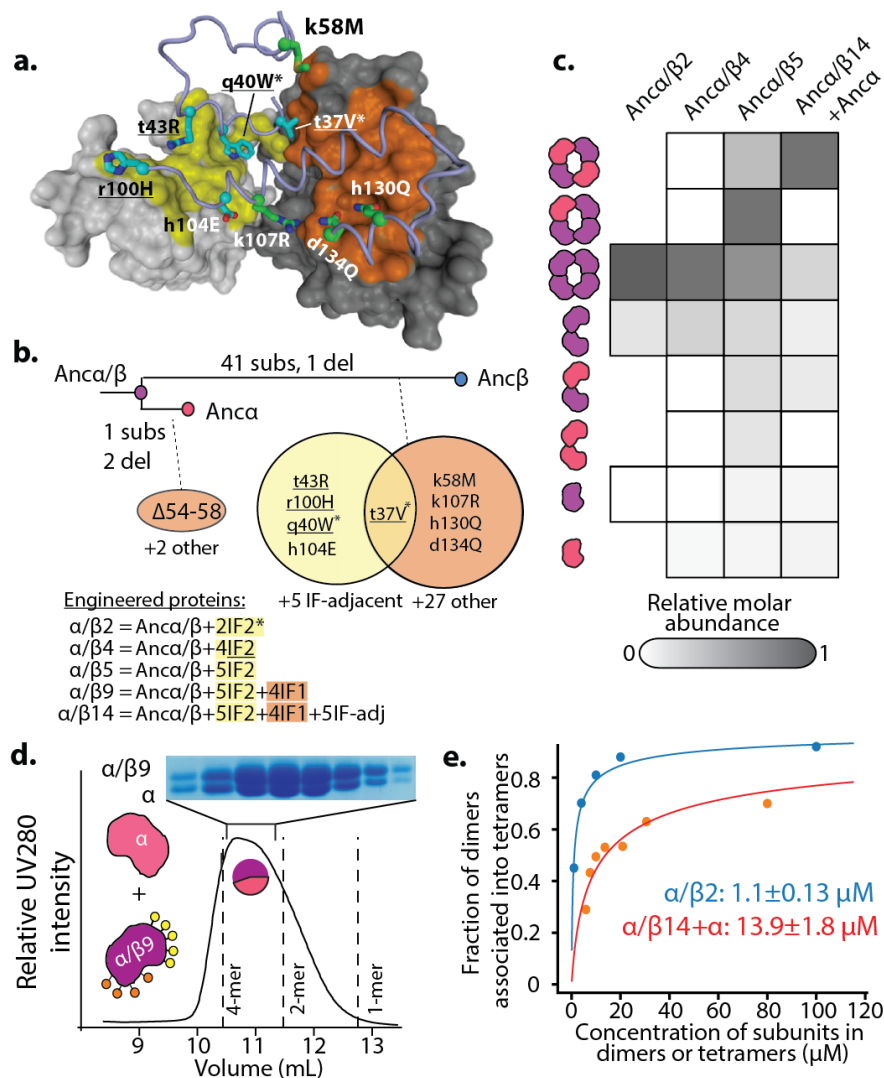 a.
k58M
q40W*
t43R
t37V*
r100H
h130Q
h104E
k107R
d134Q
b.
41 subs, 1 del
Ancα/β
Ancβ
Ancα
1 subs
2 del
Δ54-58
+2 other
t43R
r100H
q40W*
h104E
t37V*
k58M
k107R
h130Q
d134Q
+5 IF-adjacent
+27 other
Engineered proteins:
α/β2 = Ancα/β+2IF2*
α/β4 = Ancα/β+4IF2
α/β5 = Ancα/β+5IF2
α/β9 = Ancα/β+5IF2+4IF1
α/β14 = Ancα/β+5IF2+4IF1+5IF-adj
c.
Ancα/β2
Ancα/β4
Ancα/β5
Ancα/β14
+Ancα
Relative molar
abundance
0
1
d.
α/β9
α
Relative UV280
intensity
α
+
α/β9
4-mer
2-mer
1-mer
9
10
11
12
13
Volume (mL)
e.
Fraction of dimers
associated into tetramers
0.8
0.6
0.4
0.2
0
α/β2: 1.1±0.13 µM
α/β14+α: 13.9±1.8 µM
0
20
40
60
80
100
120
Concentration of subunits in
dimers or tetramers (µM)